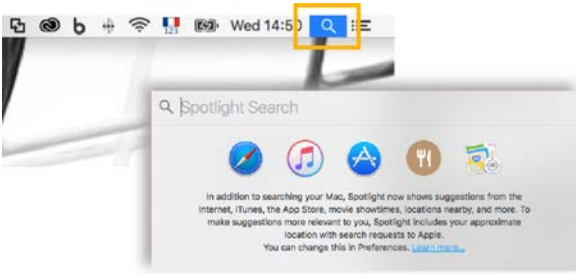 123
Wed 14:50
Spotlight Search
In addition to searching your Mac, Spotlight now shows suggestions from the
Internet, iTunes, the App Store, movie showtimes, locations nearby, and more. To
make suggestions more relevant to you, Spotlight includes your approximate
location with search requests to Apple.
You can change this in Preferences. Learn more...